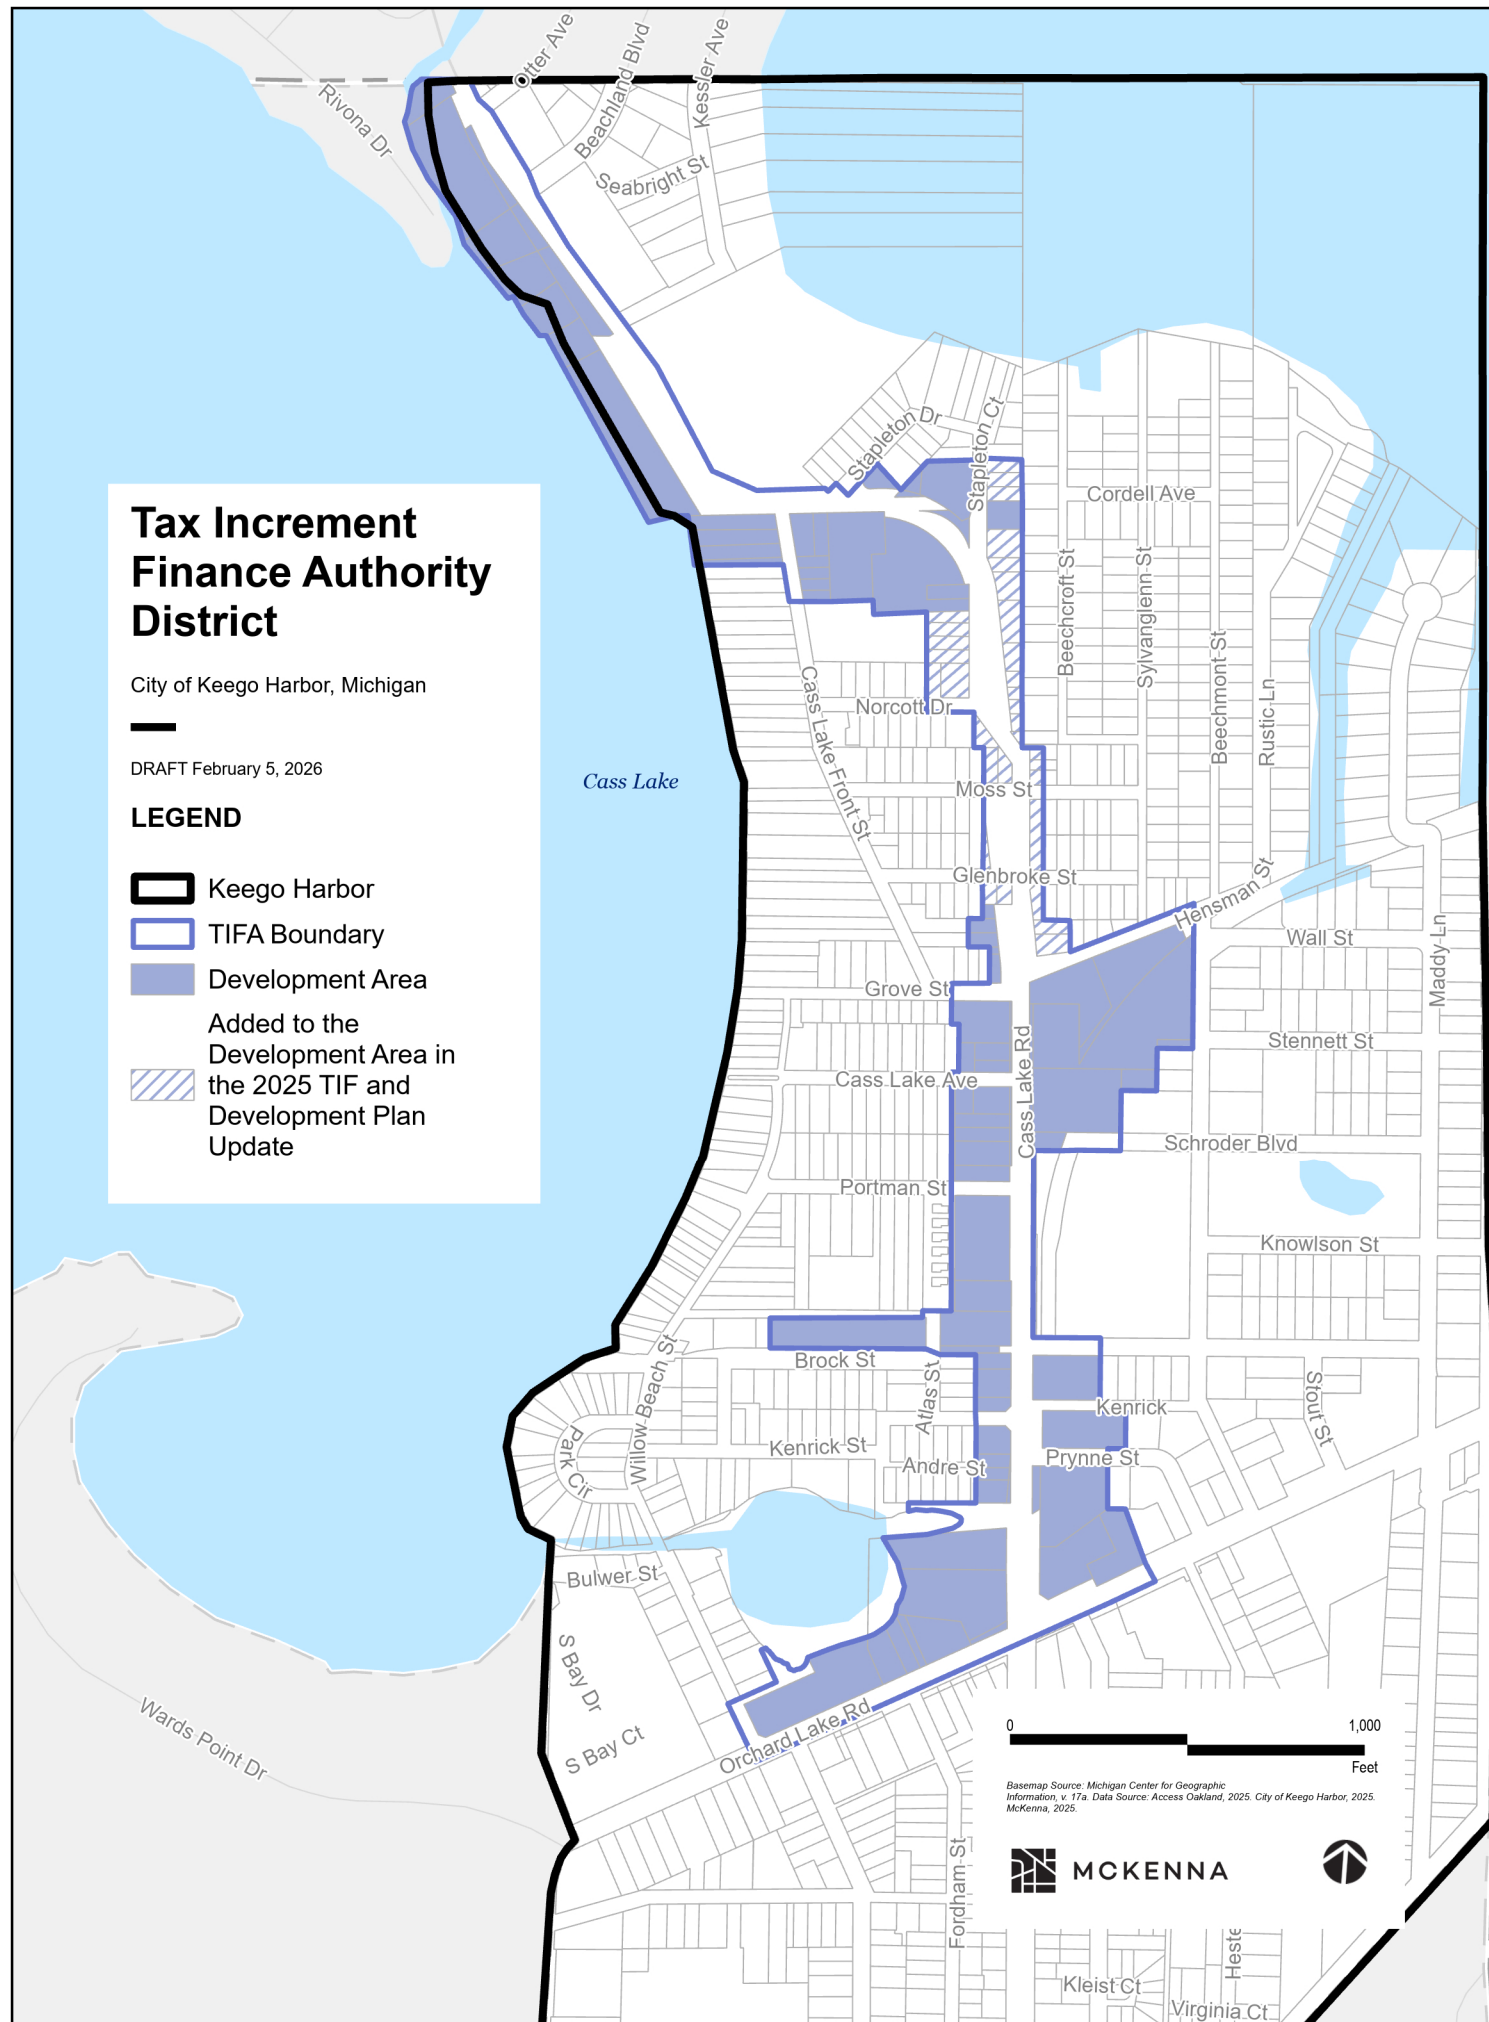 Otter Ave
Beachland Blvd
Kessler Ave
Rivona Dr
Seabright St
Stapleton Dr
Stapleton Ct
Cordell Ave
Tax Increment
Finance Authority
District
City of Keego Harbor, Michigan
DRAFT February 5, 2026
LEGEND
Keego Harbor
TIFA Boundary
Development Area
Added to the
Development Area in
the 2025 TIF and
Development Plan
Update
Cass Lake
Beechcroft St
Sylvanglenn St
Beechmont St
Rustic Ln
Cass Lake Front St
Norcott Dr
Moss St
Glenbroke St
Hensman St
Wall St
Maddy Ln
Grove St
Cass Lake Rd
Stennett St
Cass Lake Ave
Schroder Blvd
Portman St
Knowlson St
Brock St
Willow Beach St
Atlas St
Stout St
Kenrick
Park Cir
Kenrick St
Andre St
Prynne St
Bulwer St
S Bay Dr
S Bay Ct
Wards Point Dr
Orchard Lake Rd
0
1,000
Feet
Basemap Source: Michigan Center for Geographic
Information, v. 17a. Data Source: Access Oakland, 2025. City of Keego Harbor, 2025.
McKenna, 2025.
MCKENNA
Fordham St
Heste
Kleist Ct
Virginia Ct